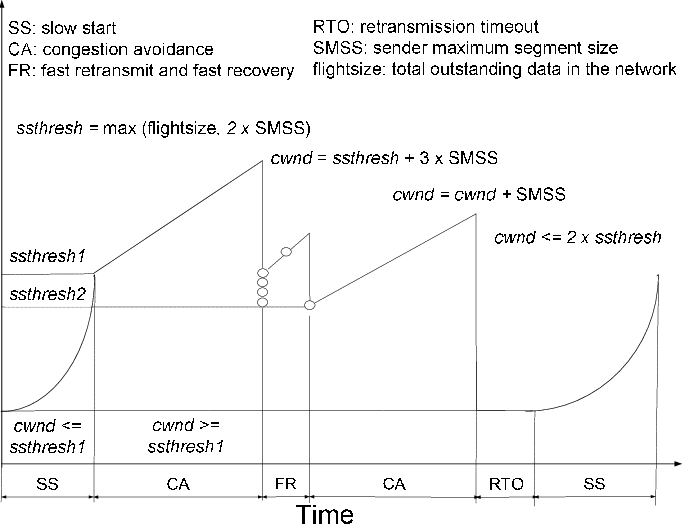 SS: slow start
CA: congestion avoidance
FR: fast retransmit and fast recovery
RTO: retransmission timeout
SMSS: sender maximum segment size
flightsize: total outstanding data in the network
ssthresh = max (flightsize, 2 x SMSS)
cwnd = ssthresh + 3 x SMSS
cwnd = cwnd + SMSS
cwnd <= 2 x ssthresh
ssthresh1
ssthresh2
cwnd <=
ssthresh1
cwnd >=
ssthresh1
SS
CA
FR
CA
RTO
SS
Time